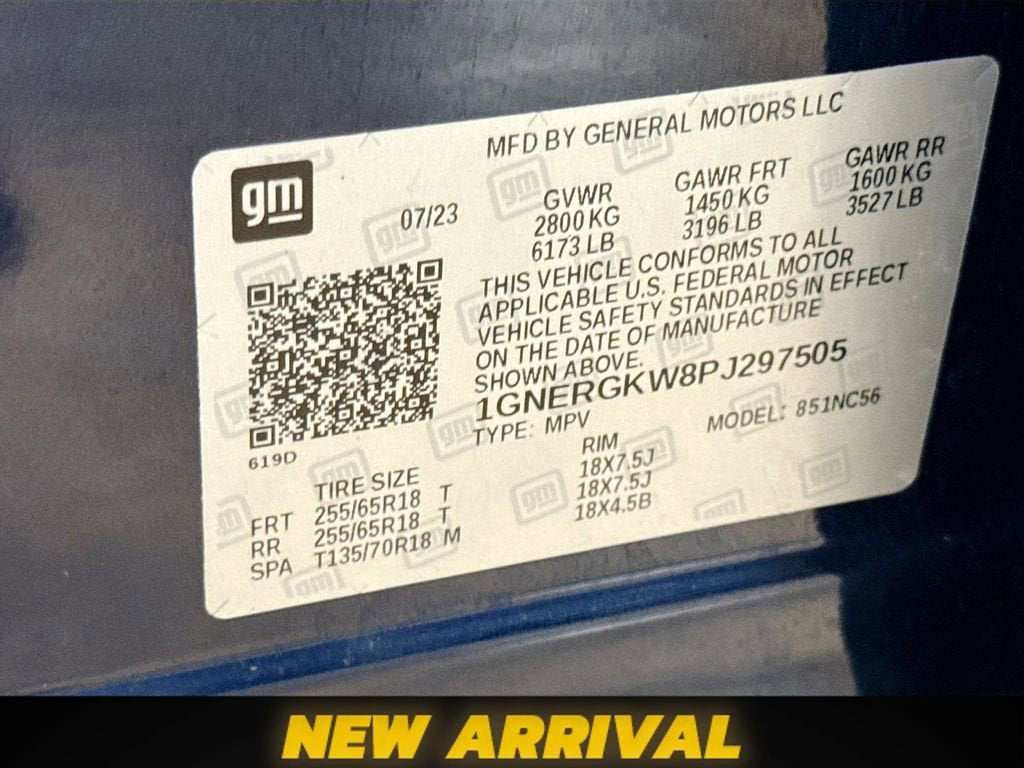 MFD BY GENERAL MOTORS LLC
gm
07/23
GVWR GAWR FRT GAWR RR
2800 KG 1450 KG 1600 KG
6173 LB 3196 LB 3527 LB
THIS VEHICLE CONFORMS TO ALL
APPLICABLE U.S. FEDERAL MOTOR
VEHICLE SAFETY STANDARDS IN EFFECT
ON THE DATE OF MANUFACTURE
SHOWN ABOVE.
1GNERGKW8PJ297505
TYPE: MPV MODEL: 851NC56
619D
TIRE SIZE RIM
FRT 255/65R18 T 18X7.5J
RR 255/65R18 T 18X7.5J
SPA T135/70R18 M 18X4.5B
NEW ARRIVAL